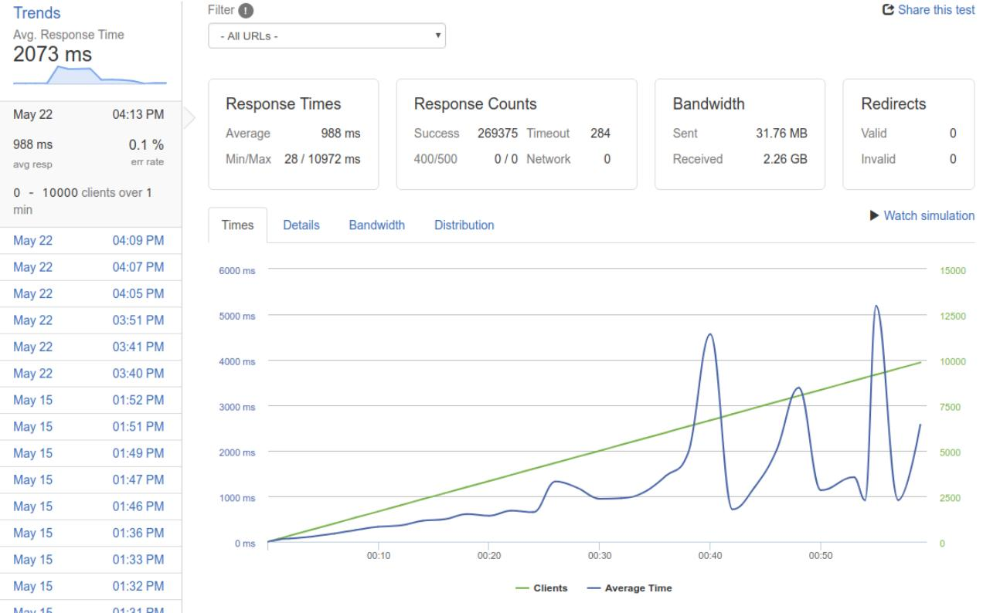 Trends
Avg. Response Time
2073 ms
May 22 04:13 PM
988 ms 0.1 %
avg resp err rate
0 - 10000 clients over 1
min
May 22 04:09 PM
May 22 04:07 PM
May 22 04:05 PM
May 22 03:51 PM
May 22 03:41 PM
May 22 03:40 PM
May 15 01:52 PM
May 15 01:51 PM
May 15 01:49 PM
May 15 01:47 PM
May 15 01:46 PM
May 15 01:36 PM
May 15 01:33 PM
May 15 01:32 PM
May 15 01:31 PM
Filter !
Share this test
- All URLs -
Response Times
Average 988 ms
Min/Max 28 / 10972 ms
Response Counts
Success 269375 Timeout 284
400/500 0 / 0 Network 0
Bandwidth
Sent 31.76 MB
Received 2.26 GB
Redirects
Valid 0
Invalid 0
Times Details Bandwidth Distribution
Watch simulation
6000 ms 15000
5000 ms 12500
4000 ms 10000
3000 ms 7500
2000 ms 5000
1000 ms 2500
0 ms 0
00:10 00:20 00:30 00:40 00:50
Clients Average Time